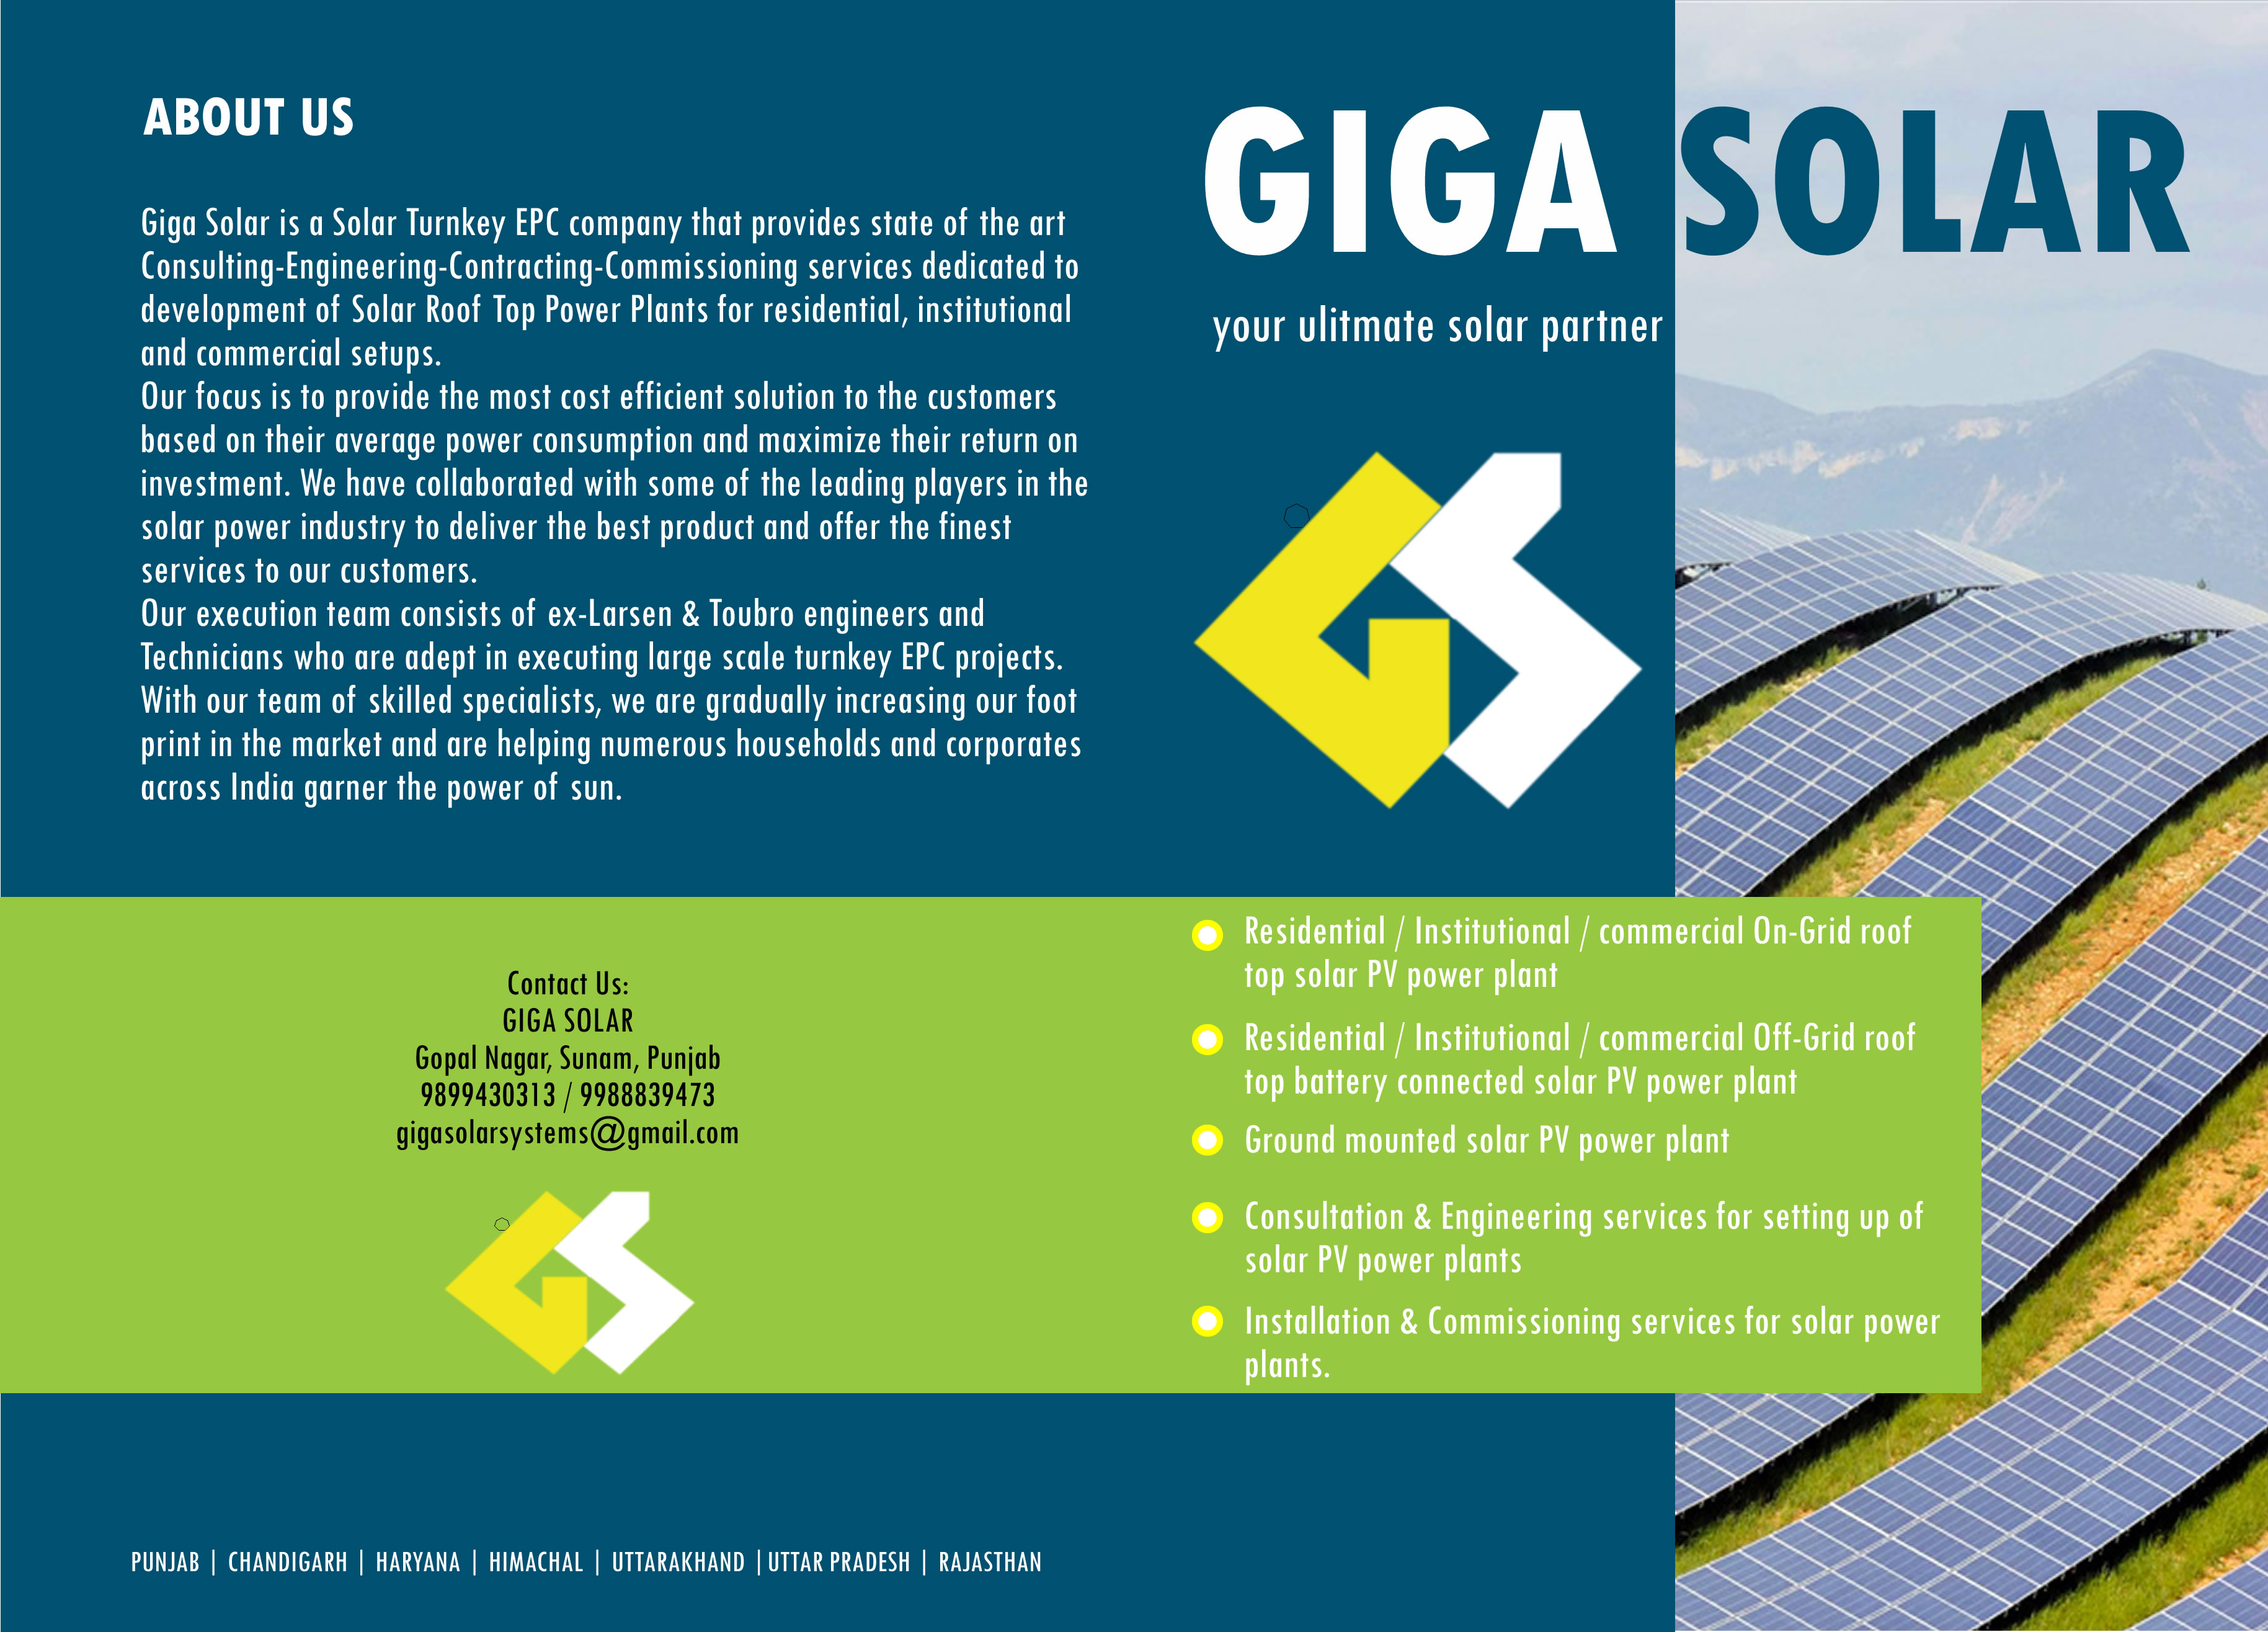 ABOUT US
Giga Solar is a Solar Turnkey EPC company that provides state of the art
Consulting-Engineering-Contracting-Commissioning services dedicated to
development of Solar Roof Top Power Plants for residential, institutional
and commercial setups.
Our focus is to provide the most cost efficient solution to the customers
based on their average power consumption and maximize their return on
investment. We have collaborated with some of the leading players in the
solar power industry to deliver the best product and offer the finest
services to our customers.
Our execution team consists of ex-Larsen & Toubro engineers and
Technicians who are adept in executing large scale turnkey EPC projects.
With our team of skilled specialists, we are gradually increasing our foot
print in the market and are helping numerous households and corporates
across India garner the power of sun.
Contact Us:
GIGA SOLAR
Gopal Nagar, Sunam, Punjab
9899430313 / 9988839473
gigasolarsystems@gmail.com
PUNJAB | CHANDIGARH | HARYANA | HIMACHAL | UTTARAKHAND | UTTAR PRADESH | RAJASTHAN
GIGA SOLAR
your ulitmate solar partner
GS
Residential / Institutional / commercial On-Grid roof
top solar PV power plant
Residential / Institutional / commercial Off-Grid roof
top battery connected solar PV power plant
Ground mounted solar PV power plant
Consultation & Engineering services for setting up of
solar PV power plants
Installation & Commissioning services for solar power
plants.